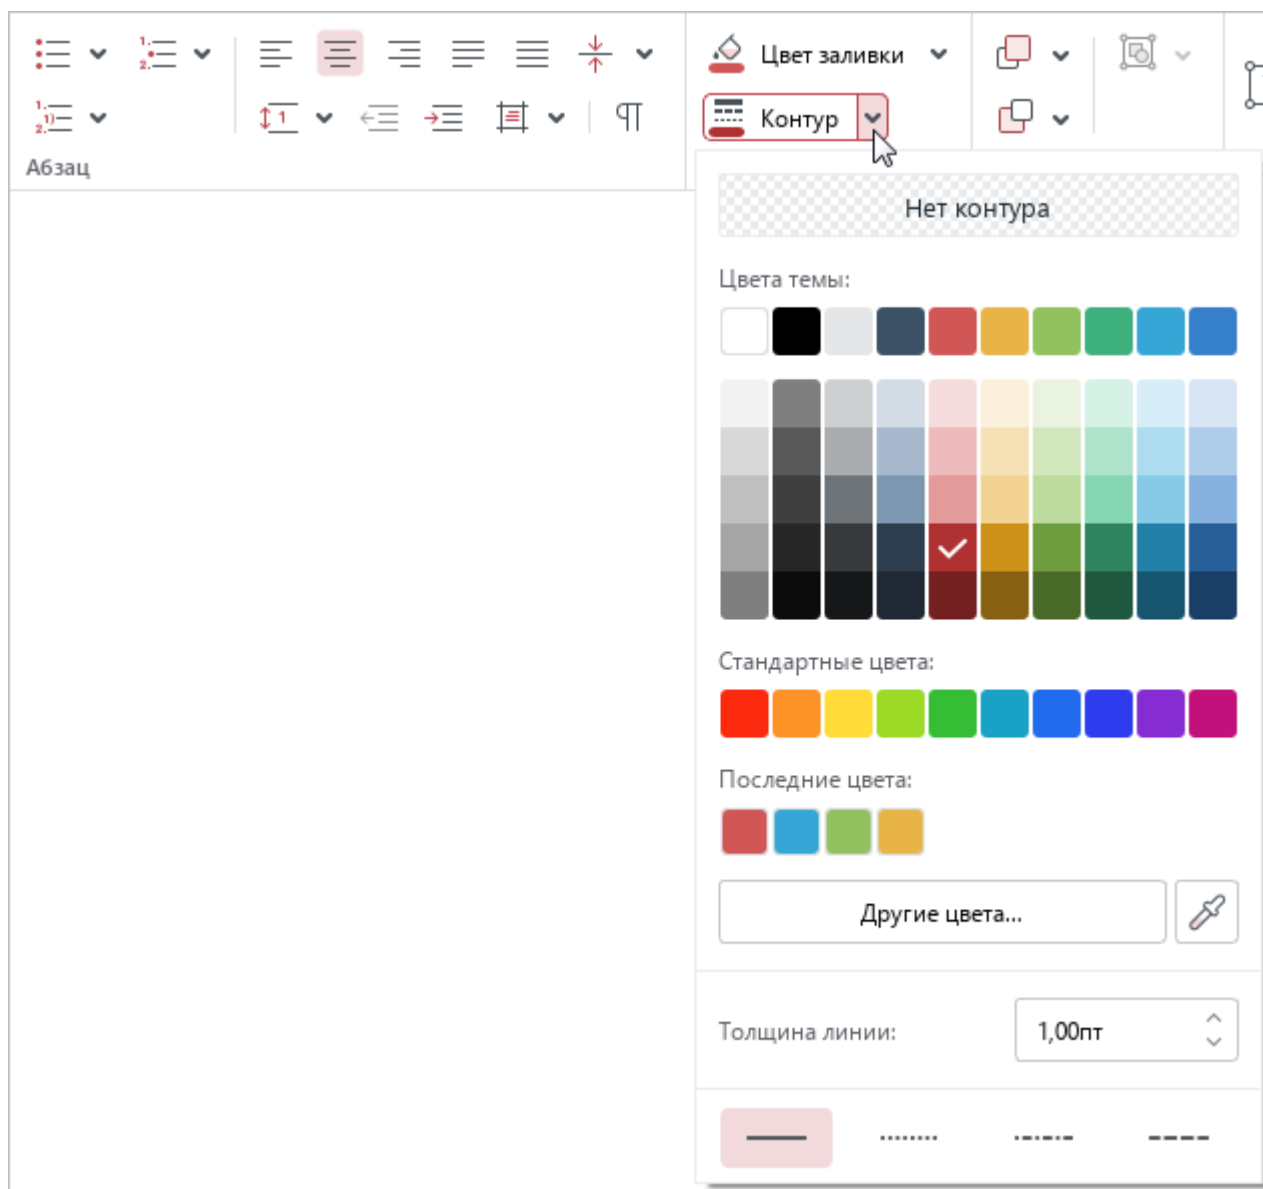 Цвет заливки
Контур
Абзац
Нет контура
Цвета темы:
Стандартные цвета:
Последние цвета:
Другие цвета...
Толщина линии:
1,00пт